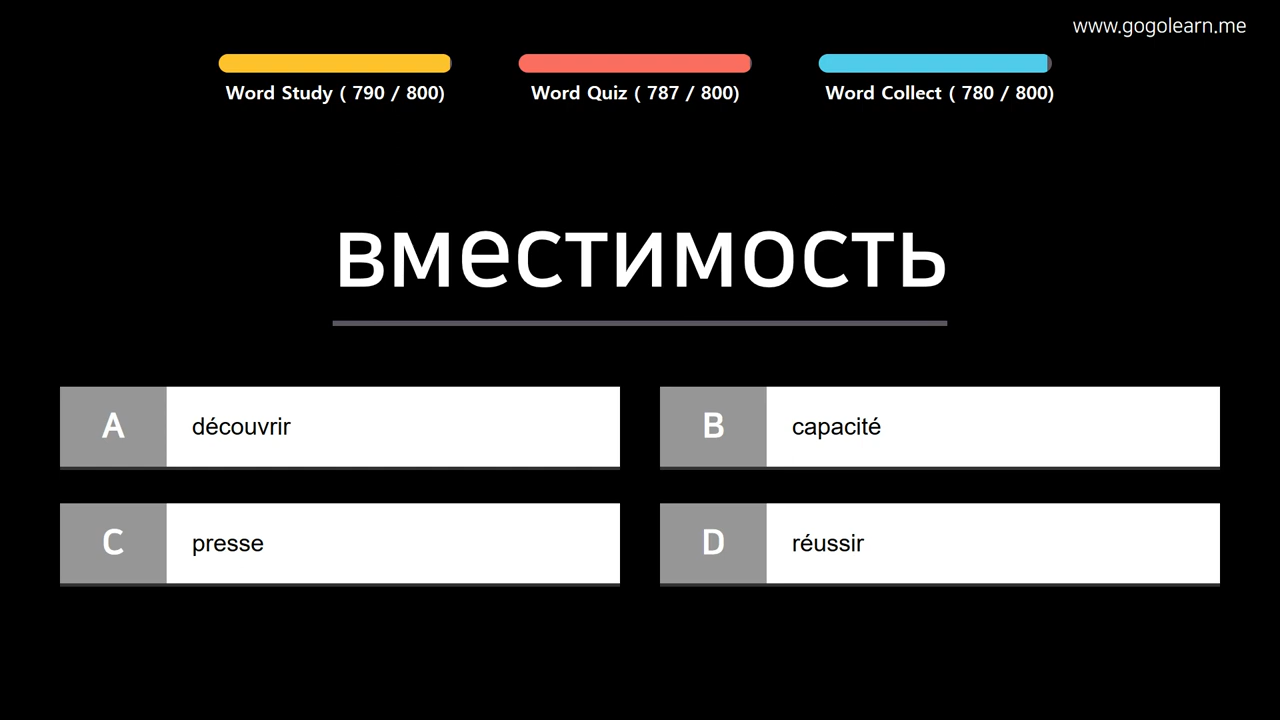 www.gogolearn.me
Word Study ( 790 / 800)
Word Quiz ( 787 / 800)
Word Collect ( 780 / 800)
вместимость
A découvrir
B capacité
C presse
D réussir